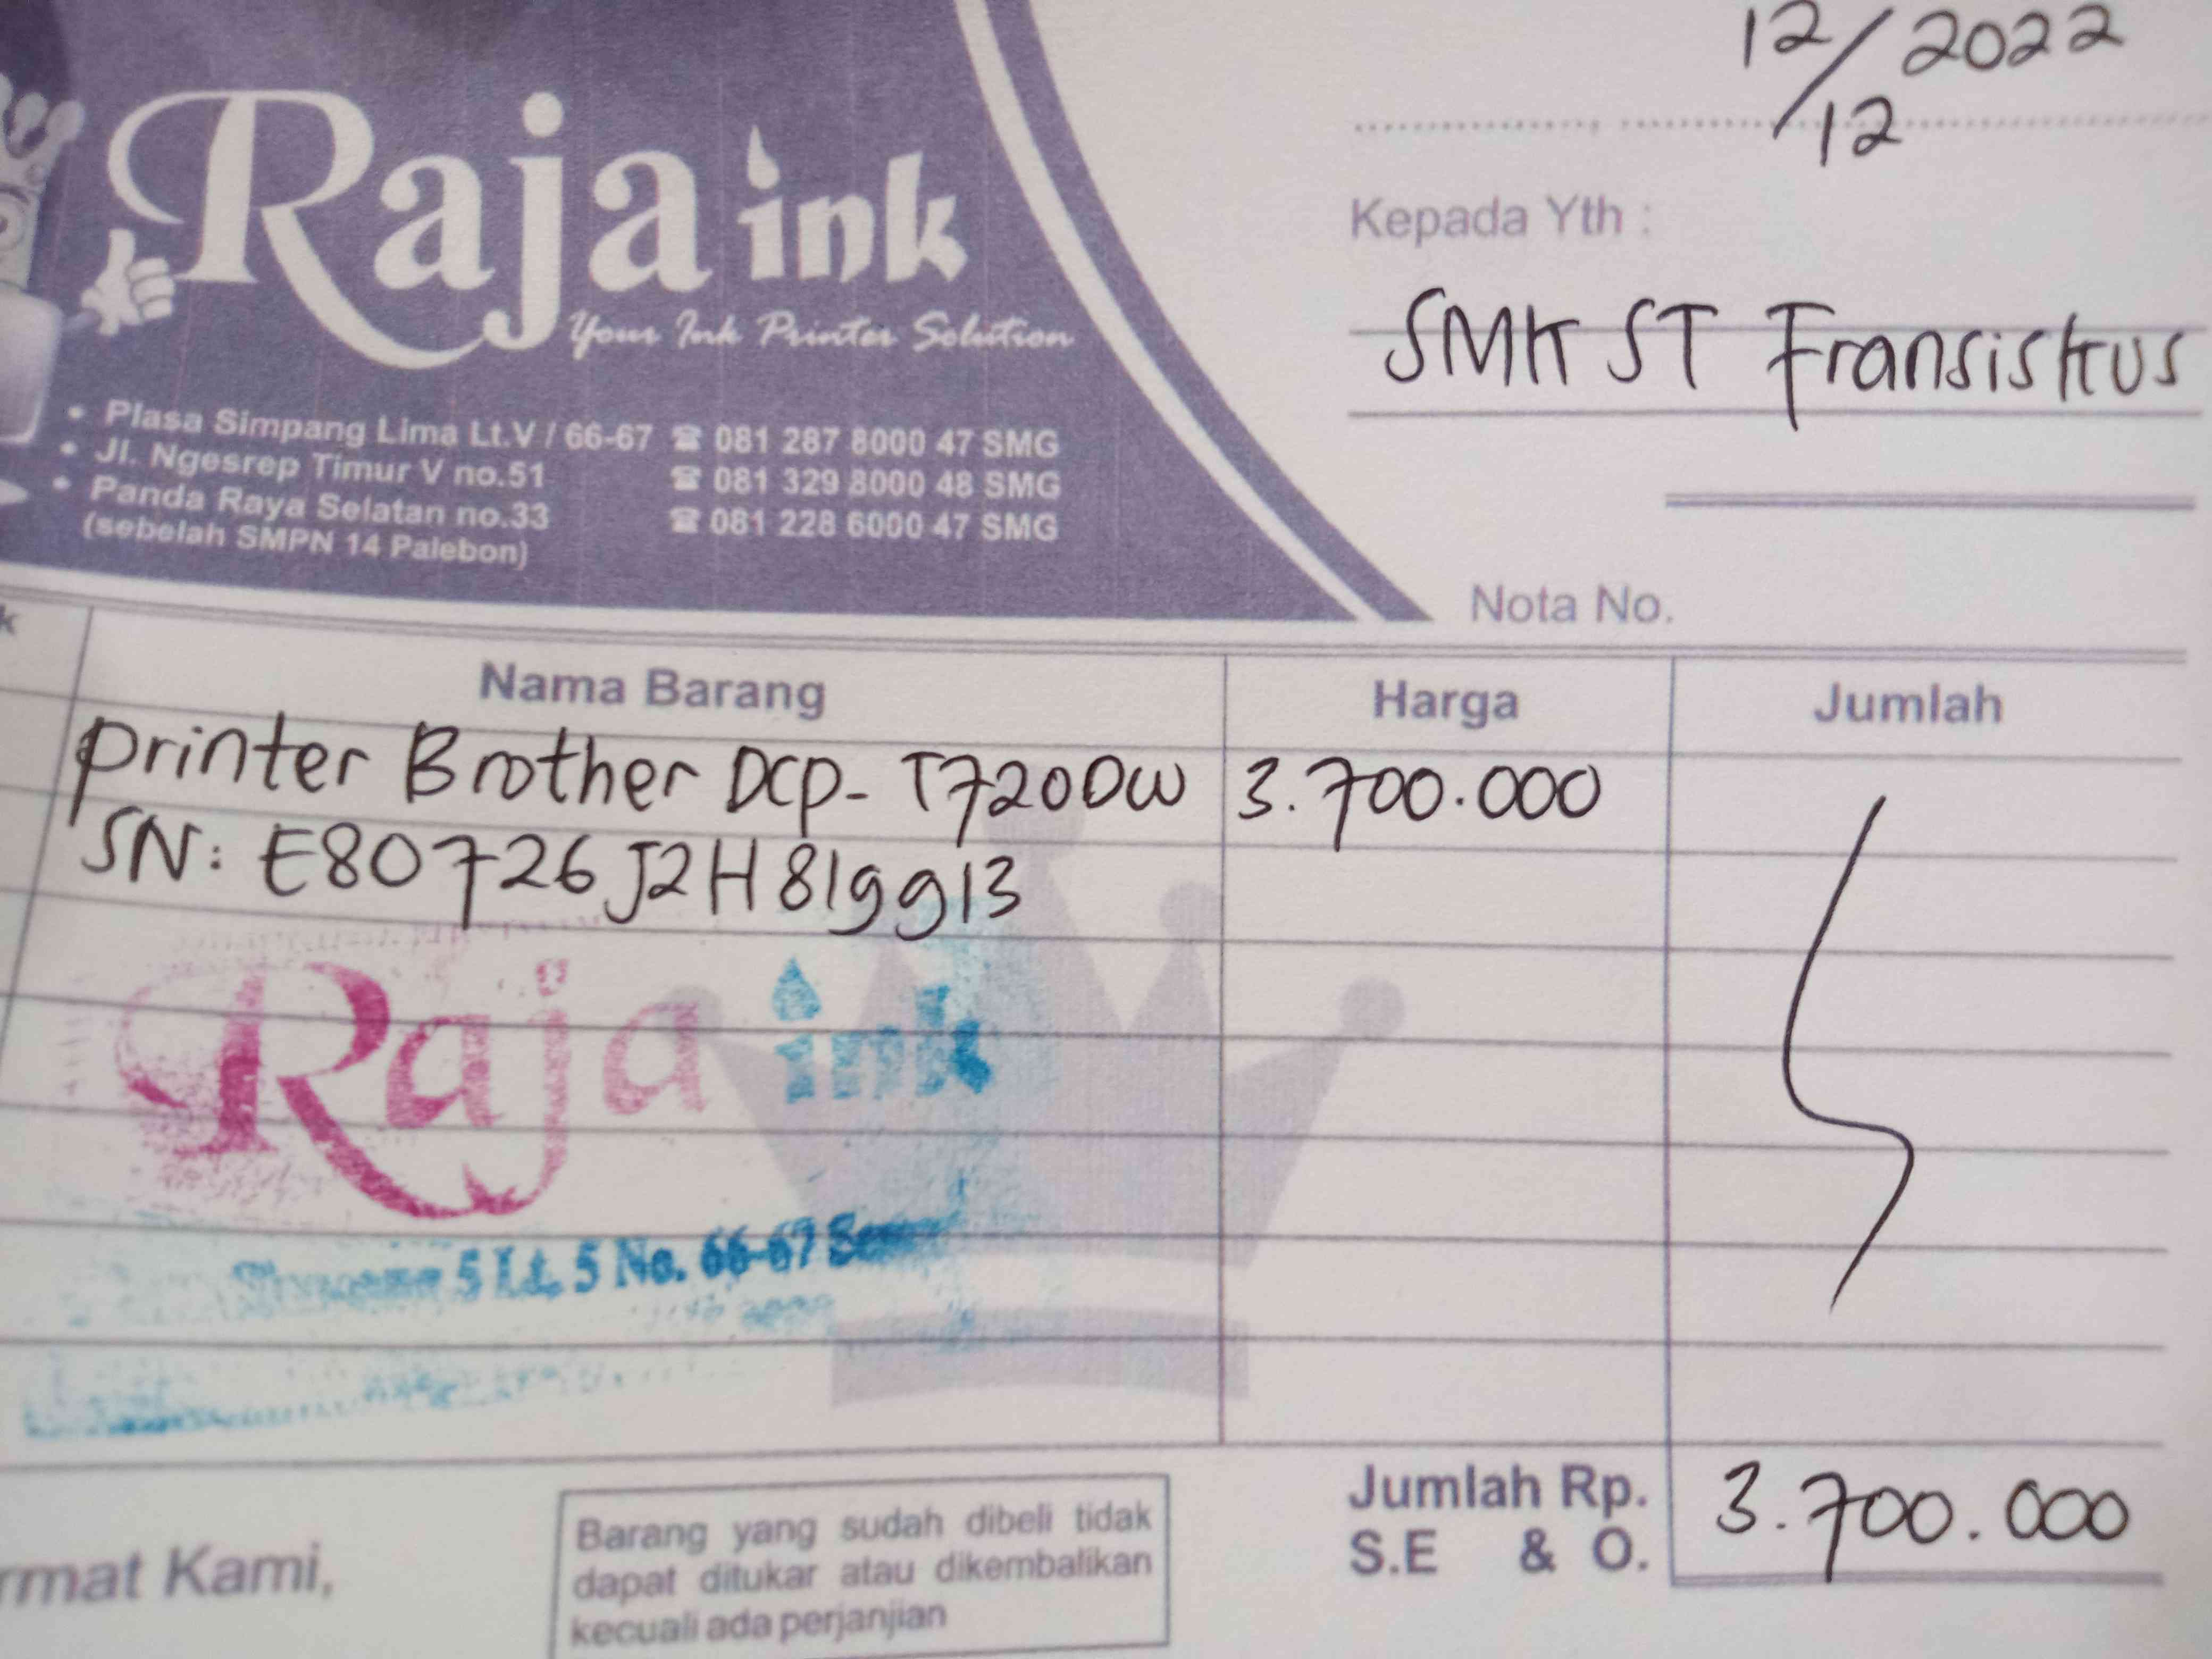 12/12 2022
Raja ink
Your Ink Printer Solution
Kepada Yth :
SMK ST Fransiskus
• Plasa Simpang Lima Lt.V / 66-67 ☎ 081 287 8000 47 SMG
• Jl. Ngesrep Timur V no.51 ☎ 081 329 8000 48 SMG
• Panda Raya Selatan no.33 ☎ 081 228 6000 47 SMG
(sebelah SMPN 14 Palebon)
Nota No.
k Nama Barang Harga Jumlah
Printer Brother DCP-T720DW 3.700.000
SN: E80726J2H819913
Raja ink
5 Lt. 5 No. 66-67
Jumlah Rp. 3.700.000
S.E & O.
rmat Kami,
Barang yang sudah dibeli tidak
dapat ditukar atau dikembalikan
kecuali ada perjanjian